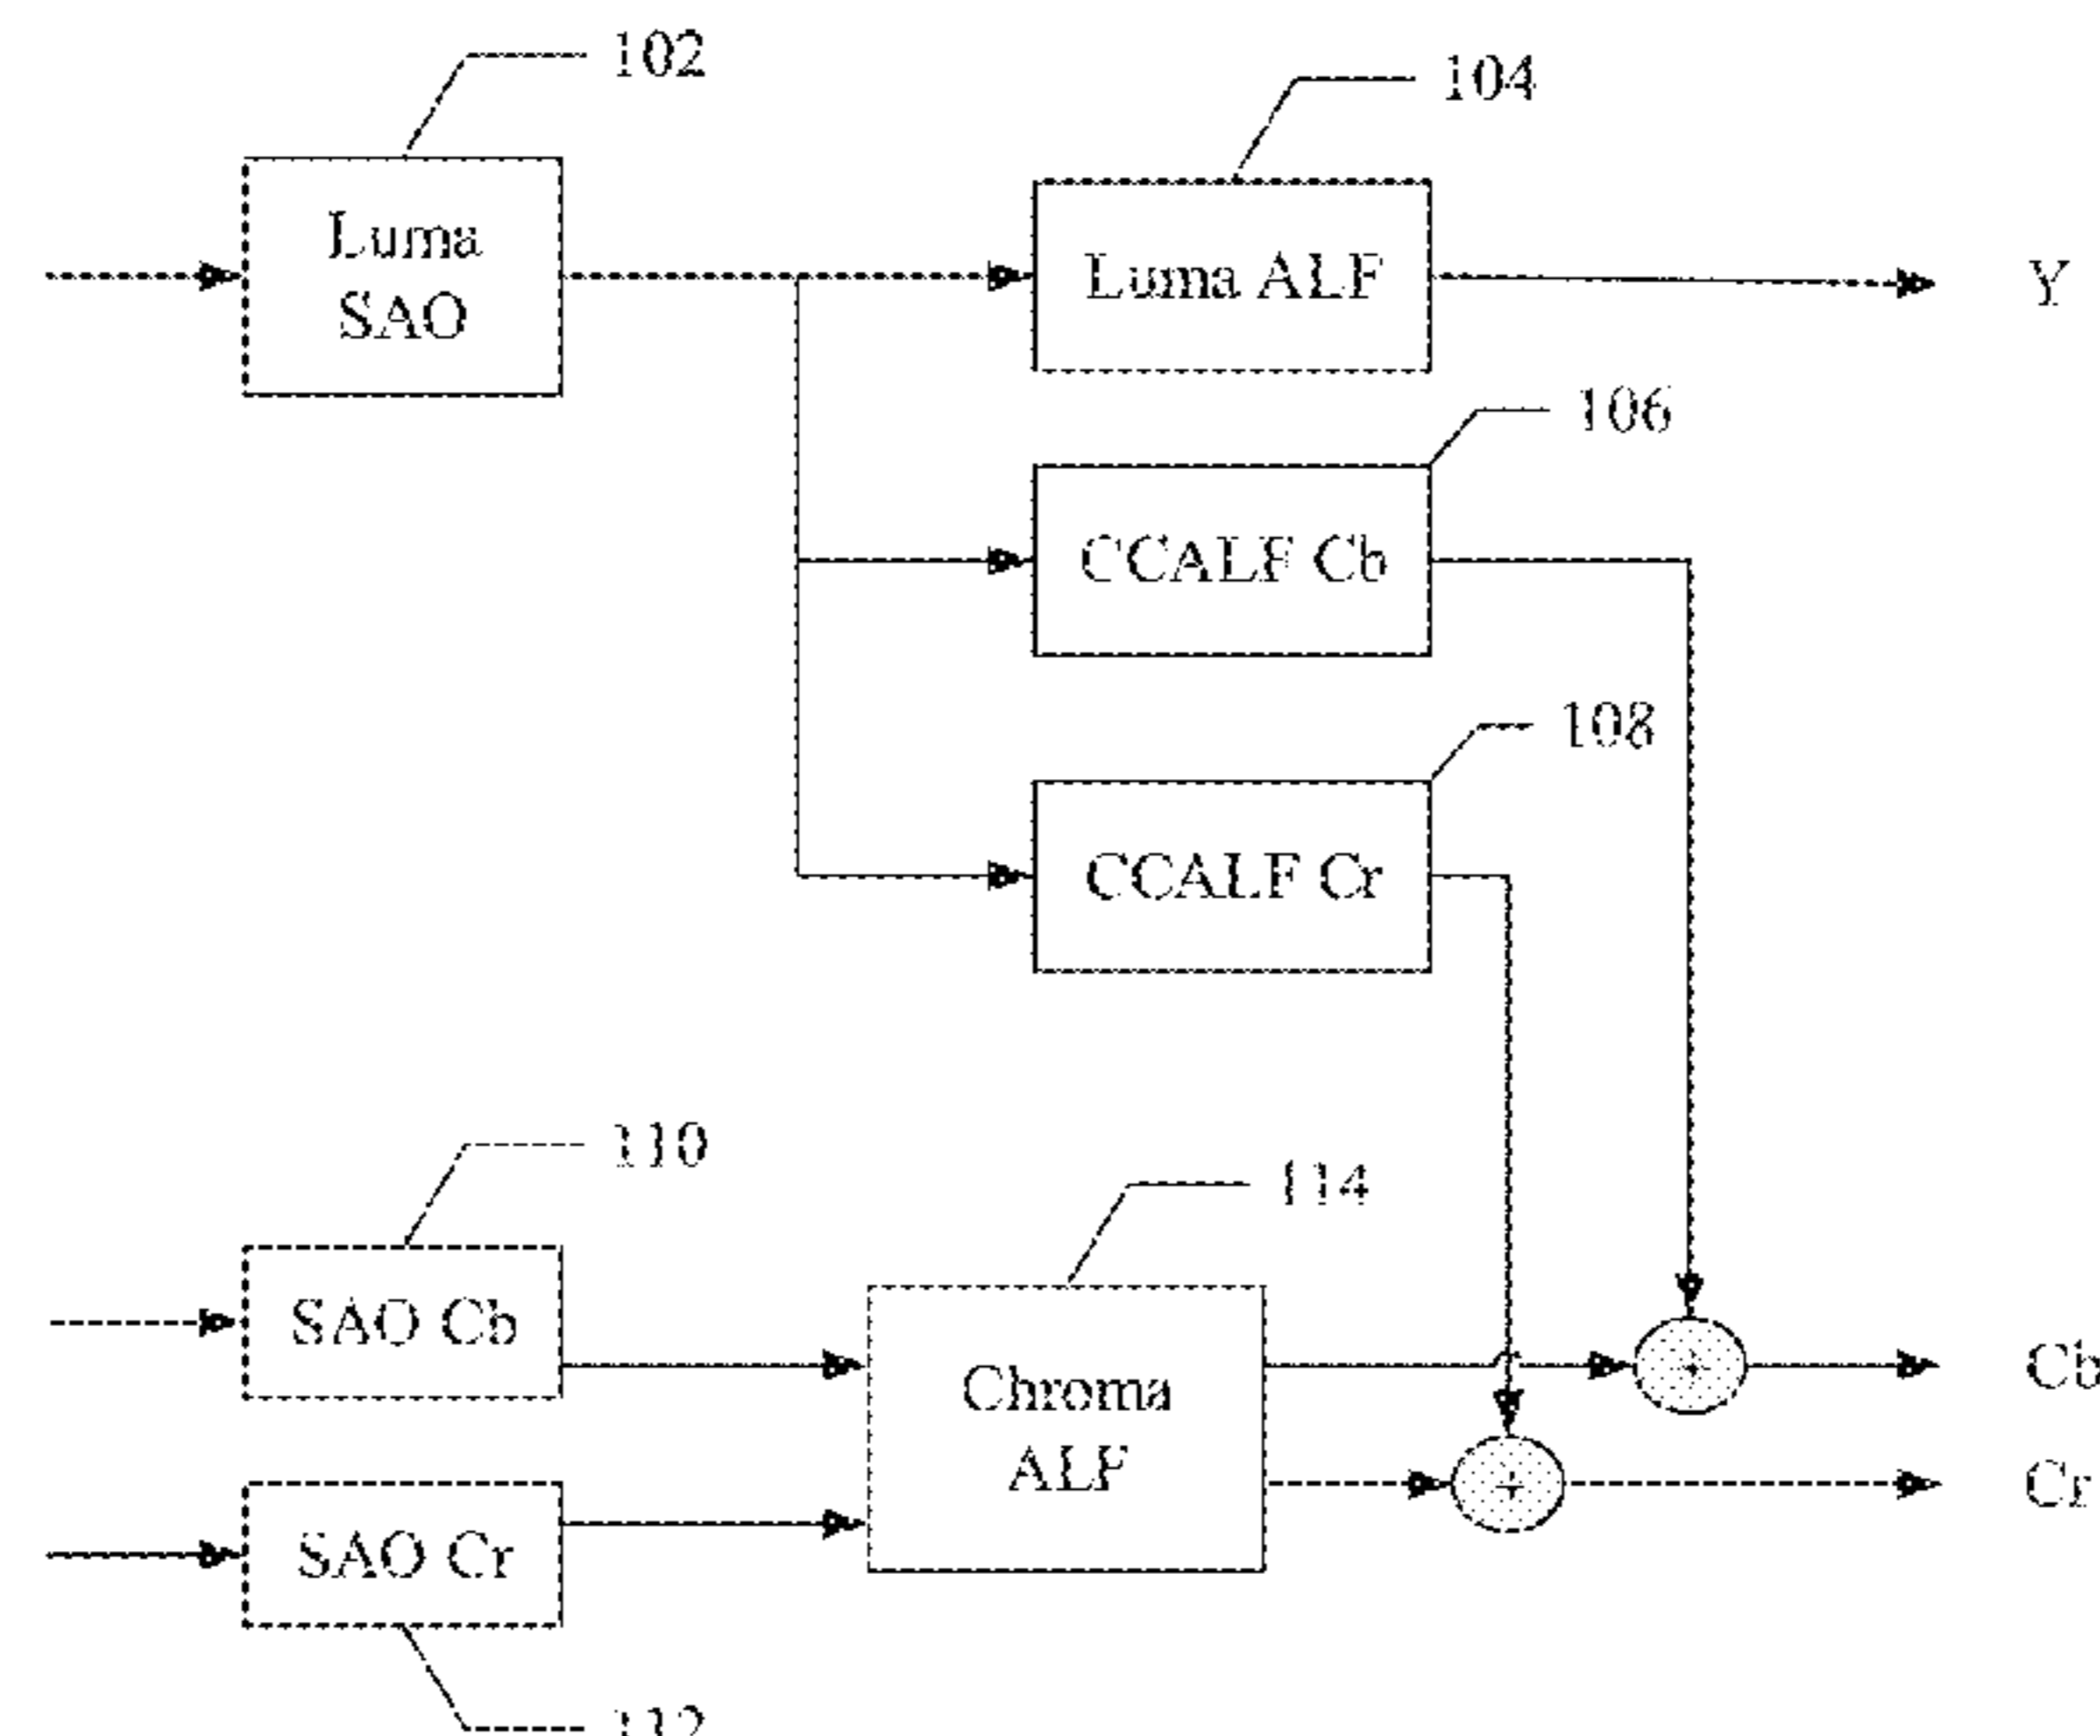 102
104
Luma
SAO
Luma ALF
Y
106
CCALF Cb
108
CCALF Cr
110
114
SAO Cb
Chroma
ALF
+
Cb
+
Cr
SAO Cr
112